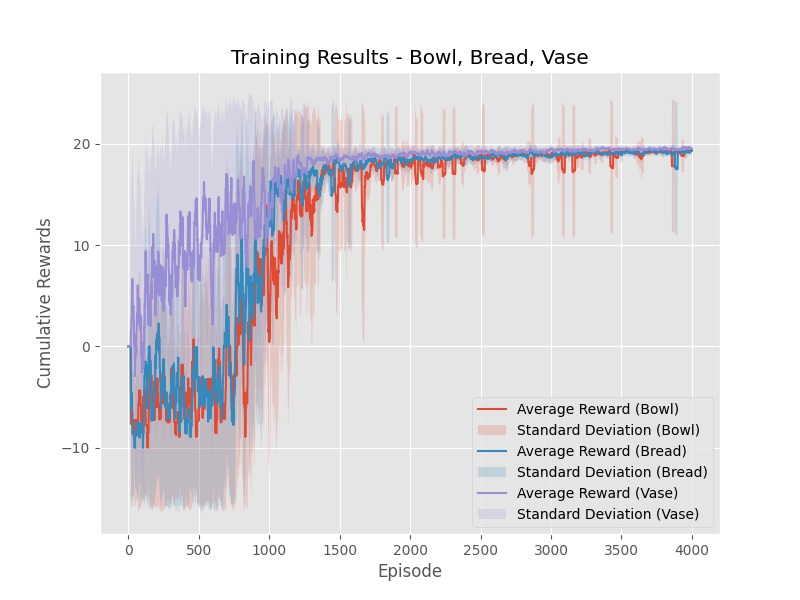 Training Results - Bowl, Bread, Vase
Cumulative Rewards
20
10
0
−10
Average Reward (Bowl)
Standard Deviation (Bowl)
Average Reward (Bread)
Standard Deviation (Bread)
Average Reward (Vase)
Standard Deviation (Vase)
0 500 1000 1500 2000 2500 3000 3500 4000
Episode